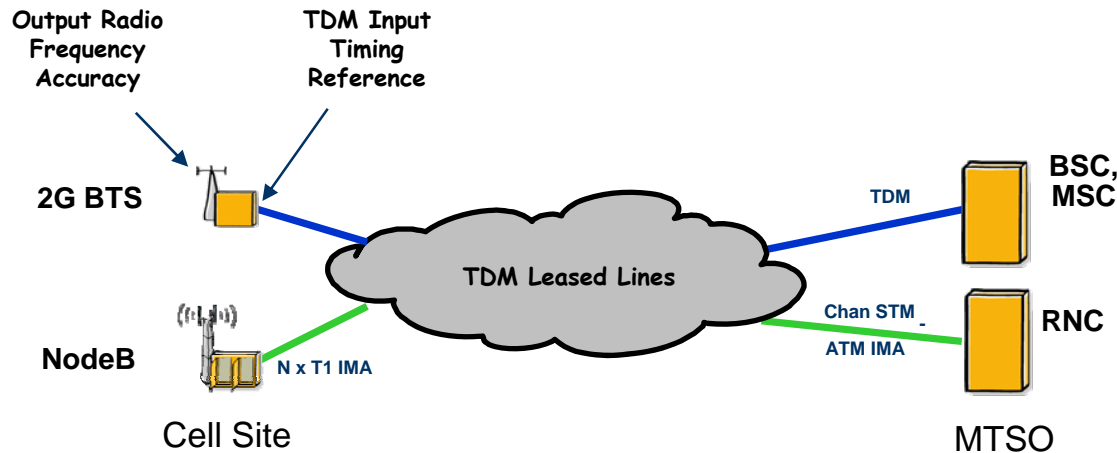 Output Radio
Frequency
Accuracy
TDM Input
Timing
Reference
2G BTS
TDM
BSC,
MSC
TDM Leased Lines
NodeB
N x T1 IMA
Chan STM -
ATM IMA
RNC
Cell Site
MTSO